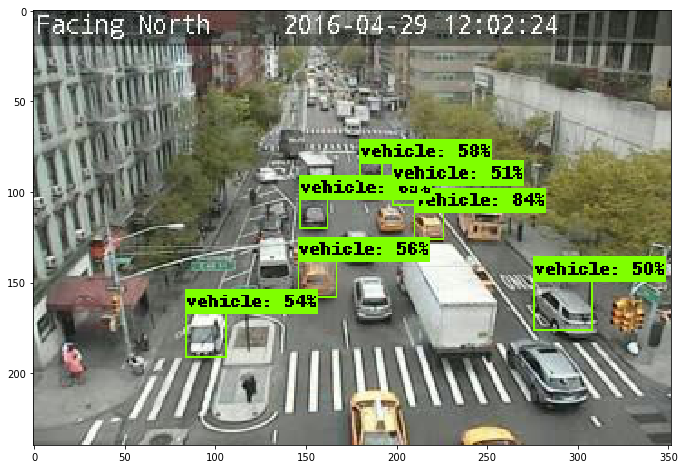 0
Facing North 2016-04-29 12:02:24
50
vehicle: 58%
vehicle: 51%
100
vehicle:
vehicle: 84%
vehicle: 56%
vehicle: 50%
150
vehicle: 54%
200
0 50 100 150 200 250 300 350